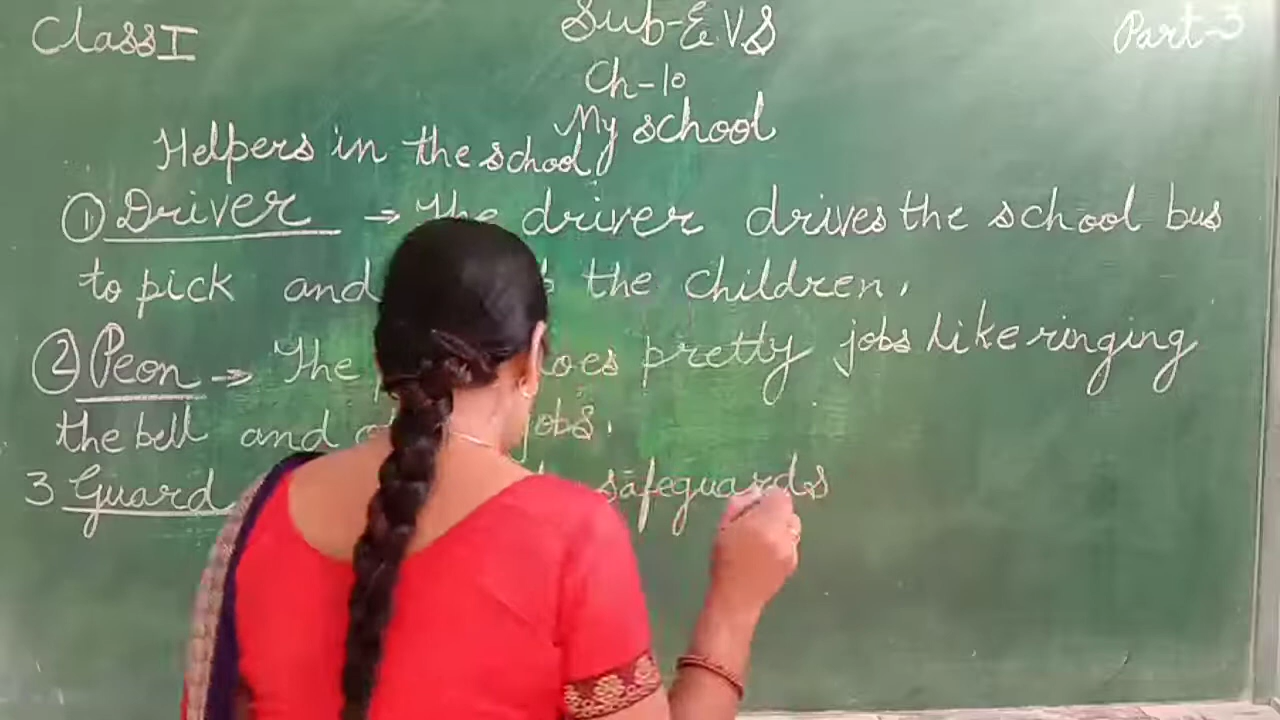 Class I
Sub-E.V.S
Part-3
Ch-10
My school
Helpers in the school
① Driver → The driver drives the school bus
to pick and the children.
② Peon → The does pretty jobs like ringing
the bell and jobs.
3 Guard safeguards